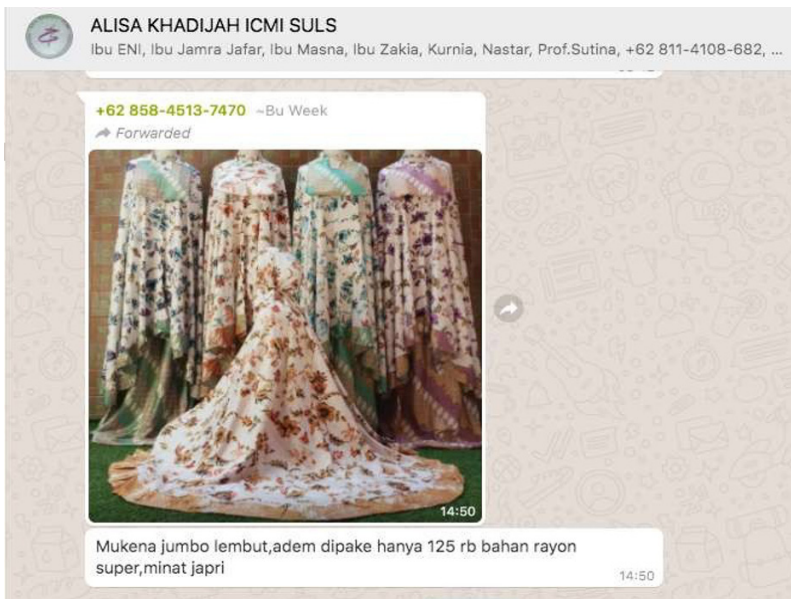 ALISA KHADIJAH ICMI SULS
Ibu ENI, Ibu Jamra Jafar, Ibu Masna, Ibu Zakia, Kurnia, Nastar, Prof.Sutina, +62 811-4108-682, ...
+62 858-4513-7470 ~Bu Week
Forwarded
14:50
Mukena jumbo lembut,adem dipake hanya 125 rb bahan rayon
super,minat japri
14:50